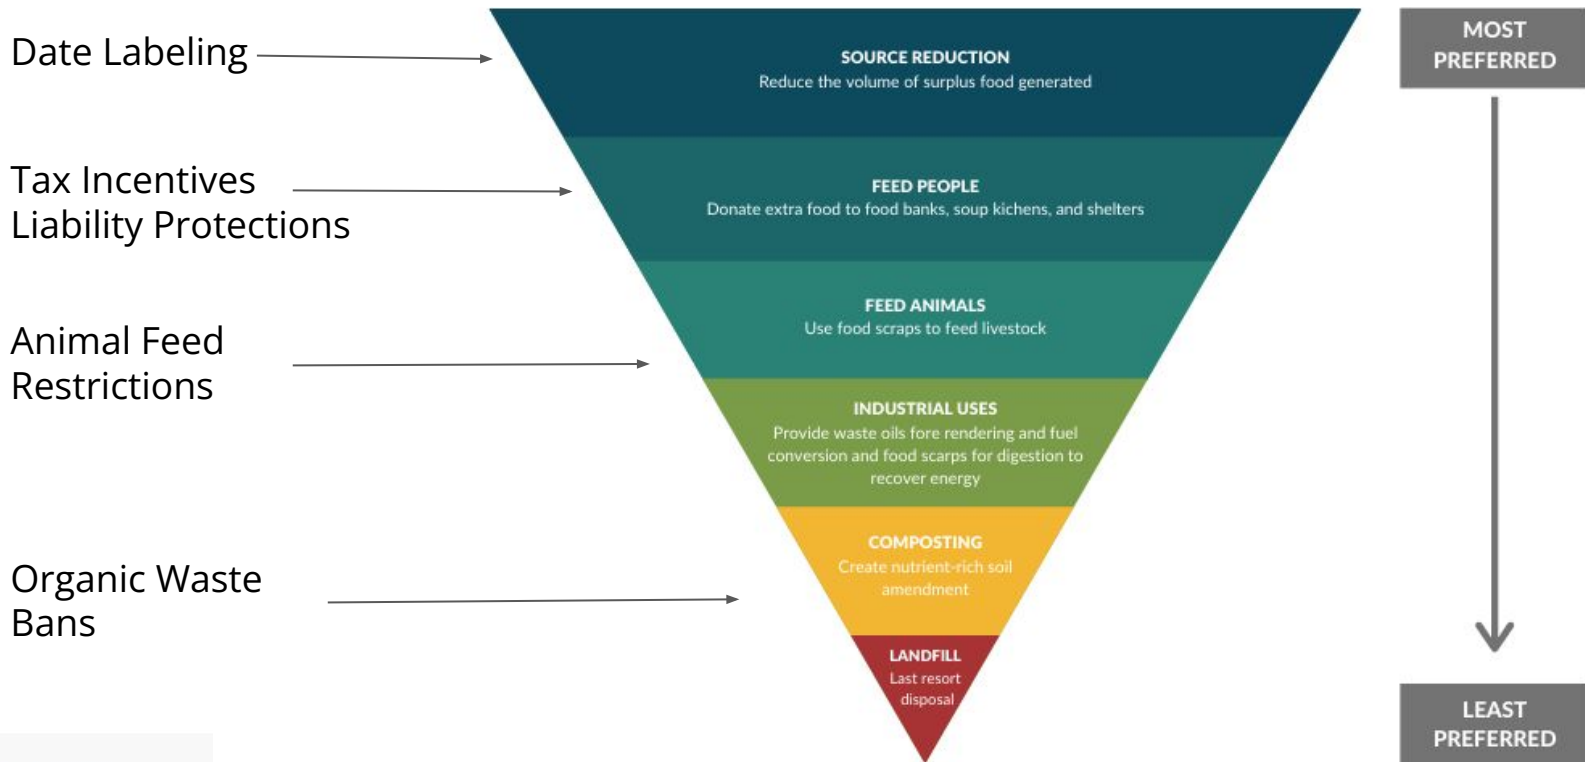 Date Labeling
SOURCE REDUCTION
Reduce the volume of surplus food generated
MOST
PREFERRED
Tax Incentives
Liability Protections
FEED PEOPLE
Donate extra food to food banks, soup kichens, and shelters
Animal Feed
Restrictions
FEED ANIMALS
Use food scraps to feed livestock
INDUSTRIAL USES
Provide waste oils fore rendering and fuel
conversion and food scarps for digestion to
recover energy
Organic Waste
Bans
COMPOSTING
Create nutrient-rich soil
amendment
LANDFILL
Last resort
disposal
LEAST
PREFERRED